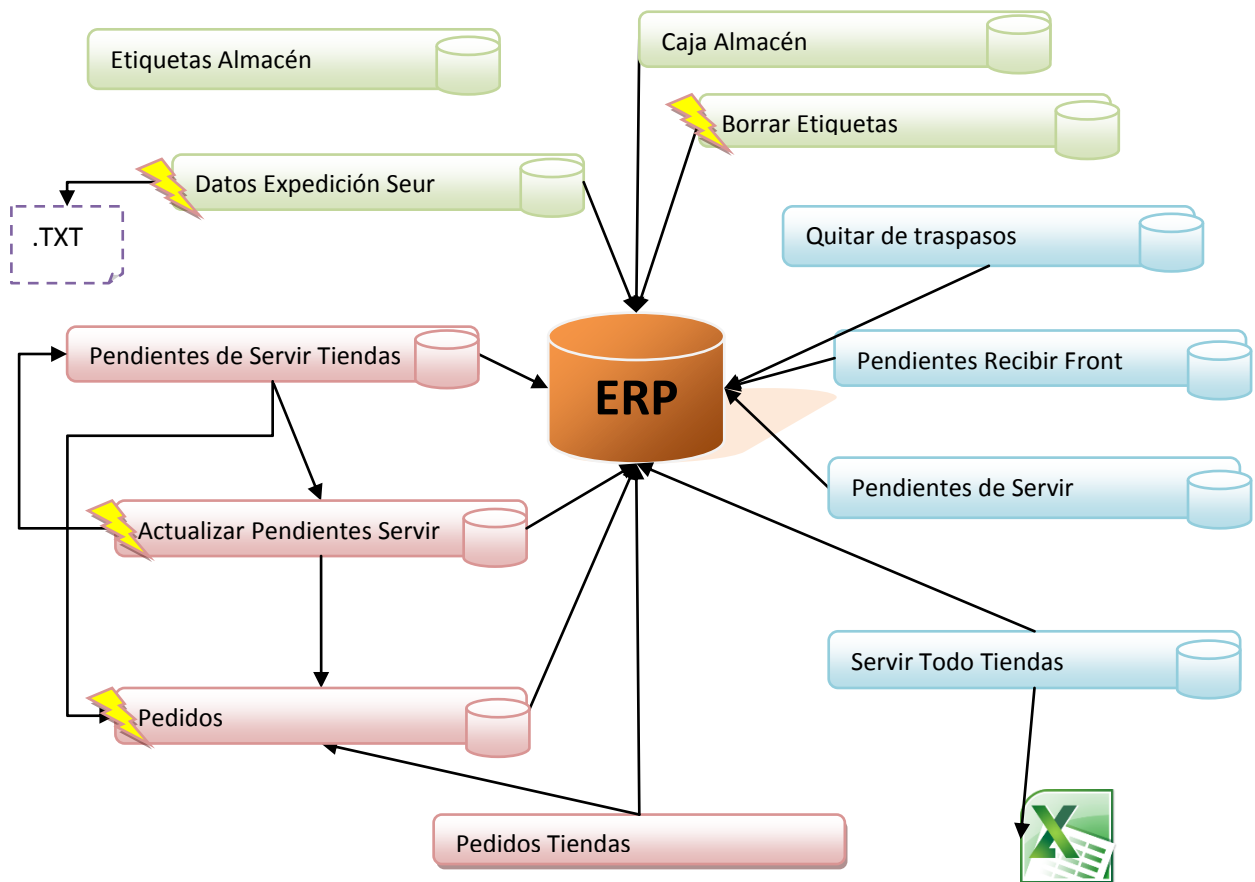 Etiquetas Almacén
Caja Almacén
Borrar Etiquetas
Datos Expedición Seur
.TXT
Quitar de traspasos
Pendientes de Servir Tiendas
ERP
Pendientes Recibir Front
Pendientes de Servir
Actualizar Pendientes Servir
Servir Todo Tiendas
Pedidos
Pedidos Tiendas
X